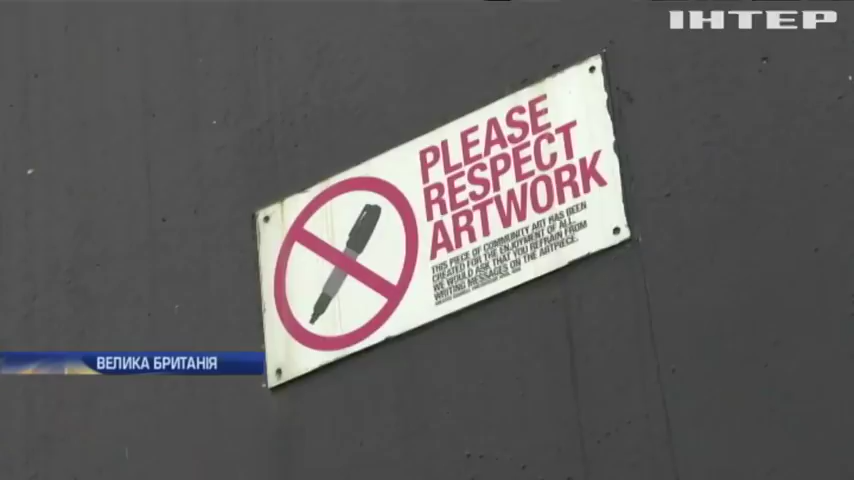 ІНТЕР
PLEASE
RESPECT
ARTWORK
THIS PIECE OF COMMUNITY ART HAS BEEN
CREATED FOR THE ENJOYMENT OF ALL.
WE WOULD ASK THAT YOU REFRAIN FROM
WRITING MESSAGES ON THE ARTPIECE.
ВЕЛИКА БРИТАНІЯ